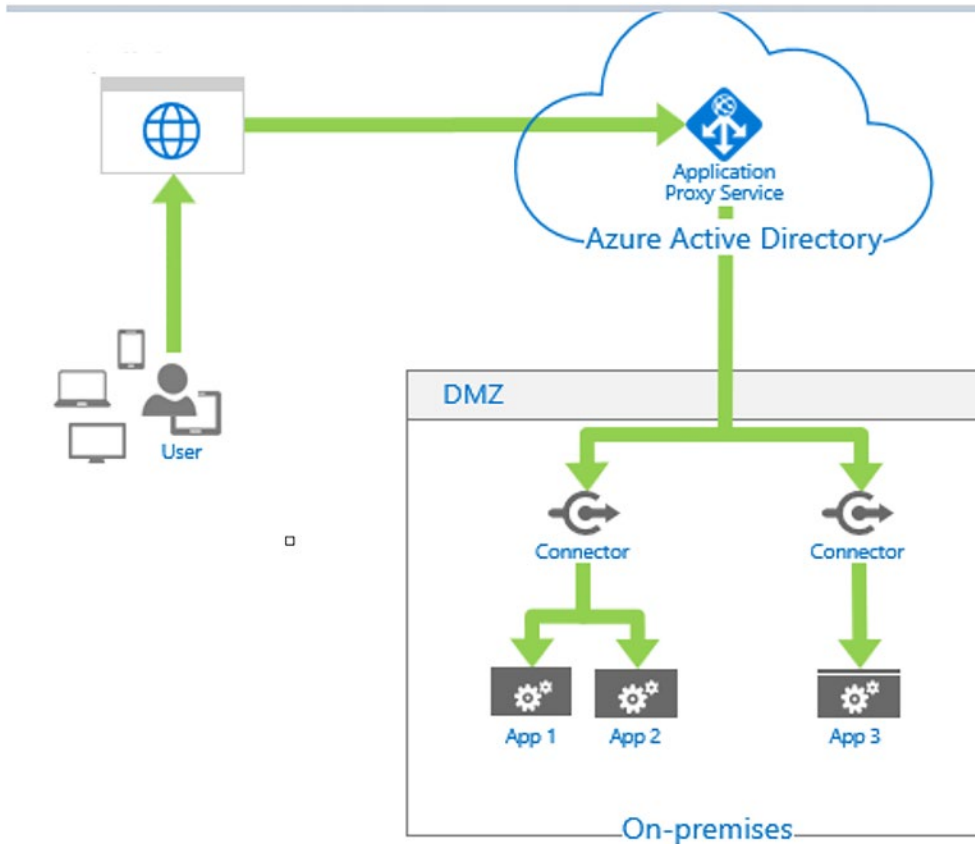 Application
Proxy Service
Azure Active Directory
User
DMZ
Connector
Connector
App 1
App 2
App 3
On-premises